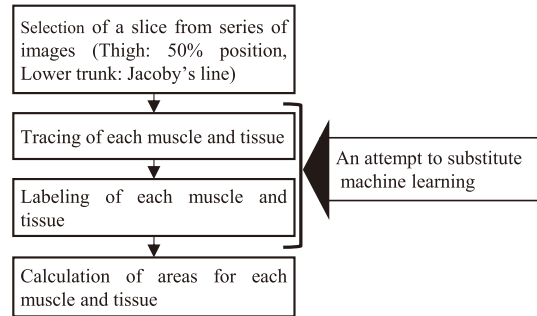 Selection of a slice from series of
images (Thigh: 50% position,
Lower trunk: Jacoby's line)
Tracing of each muscle and tissue
Labeling of each muscle and
tissue
Calculation of areas for each
muscle and tissue
An attempt to substitute
machine learning